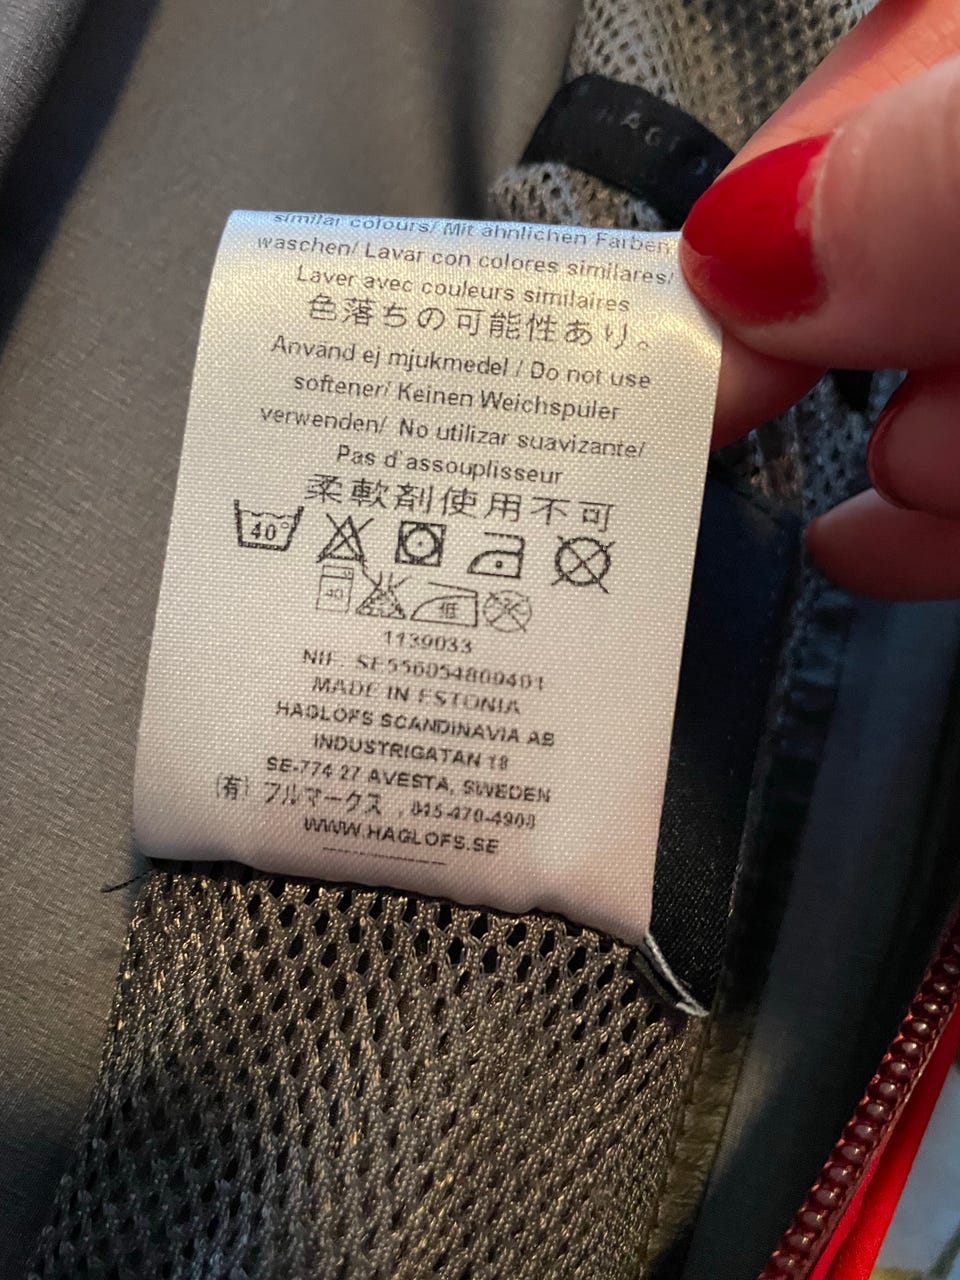 HAGLÖ
similar colours/ Mit ähnlichen Farben
waschen/ Lavar con colores similares/
Laver avec couleurs similaires
色落ちの可能性あり。
Använd ej mjukmedel / Do not use
softener/ Keinen Weichspüler
verwenden/ No utilizar suavizante/
Pas d'assouplisseur
柔軟剤使用不可
40°
40 低
1139033
NIF. SE556054800401
MADE IN ESTONIA
HAGLOFS SCANDINAVIA AB
INDUSTRIGATAN 18
SE-774 27 AVESTA, SWEDEN
(有) フルマークス , 045-470-4900
WWW.HAGLOFS.SE